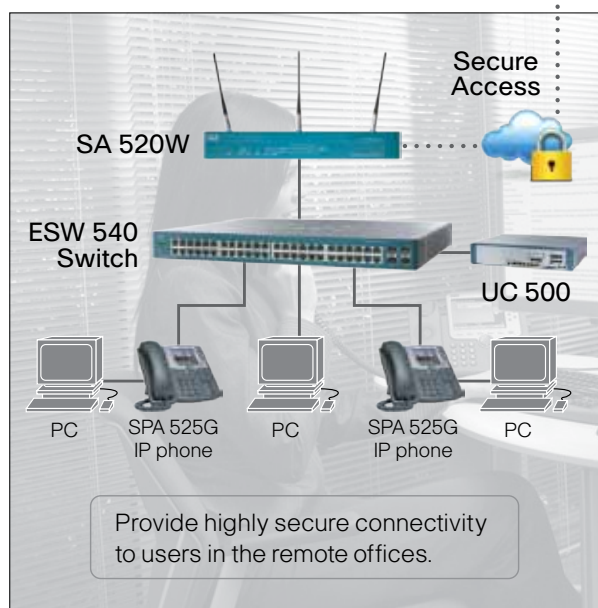 Secure
Access
SA 520W
ESW 540
Switch
UC 500
PC
SPA 525G
IP phone
PC
SPA 525G
IP phone
PC
Provide highly secure connectivity
to users in the remote offices.